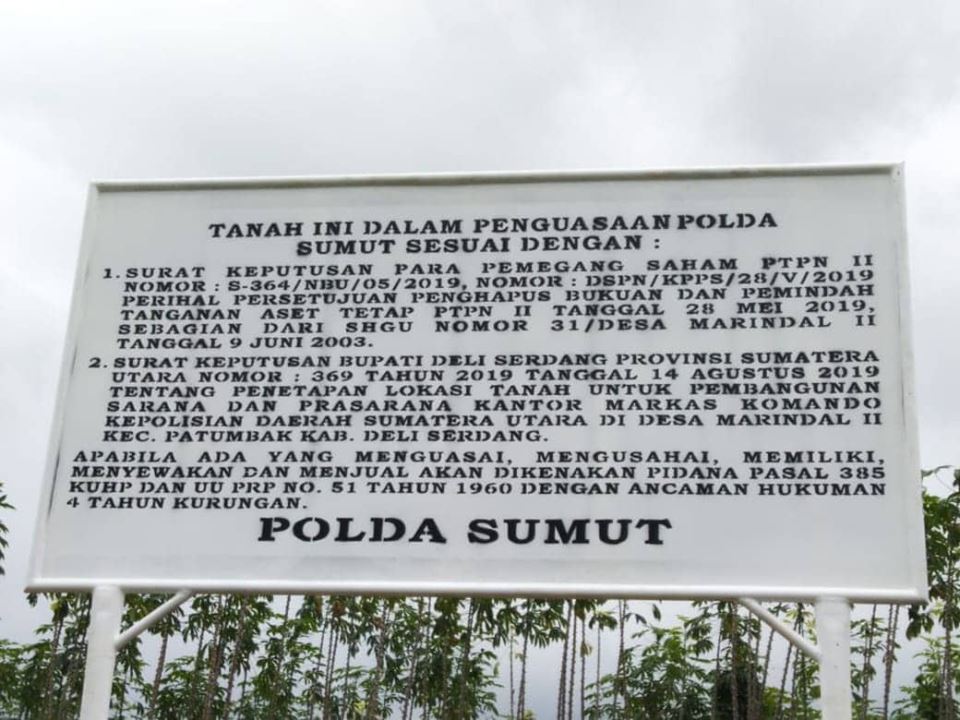 TANAH INI DALAM PENGUASAAN POLDA
SUMUT SESUAI DENGAN :
1. SURAT KEPUTUSAN PARA PEMEGANG SAHAM PTPN II
NOMOR : S-364/NBU/05/2019, NOMOR : DSPN/KPPS/28/V/2019
PERIHAL PERSETUJUAN PENGHAPUS BUKUAN DAN PEMINDAH
TANGANAN ASET TETAP PTPN II TANGGAL 28 MEI 2019,
SEBAGIAN DARI SHGU NOMOR 31/DESA MARINDAL II
TANGGAL 9 JUNI 2003.
2. SURAT KEPUTUSAN BUPATI DELI SERDANG PROVINSI SUMATERA
UTARA NOMOR : 369 TAHUN 2019 TANGGAL 14 AGUSTUS 2019
TENTANG PENETAPAN LOKASI TANAH UNTUK PEMBANGUNAN
SARANA DAN PRASARANA KANTOR MARKAS KOMANDO
KEPOLISIAN DAERAH SUMATERA UTARA DI DESA MARINDAL II
KEC. PATUMBAK KAB. DELI SERDANG.
APABILA ADA YANG MENGUASAI, MENGUSAHAI, MEMILIKI,
MENYEWAKAN DAN MENJUAL AKAN DIKENAKAN PIDANA PASAL 385
KUHP DAN UU PRP NO. 51 TAHUN 1960 DENGAN ANCAMAN HUKUMAN
4 TAHUN KURUNGAN.
POLDA SUMUT